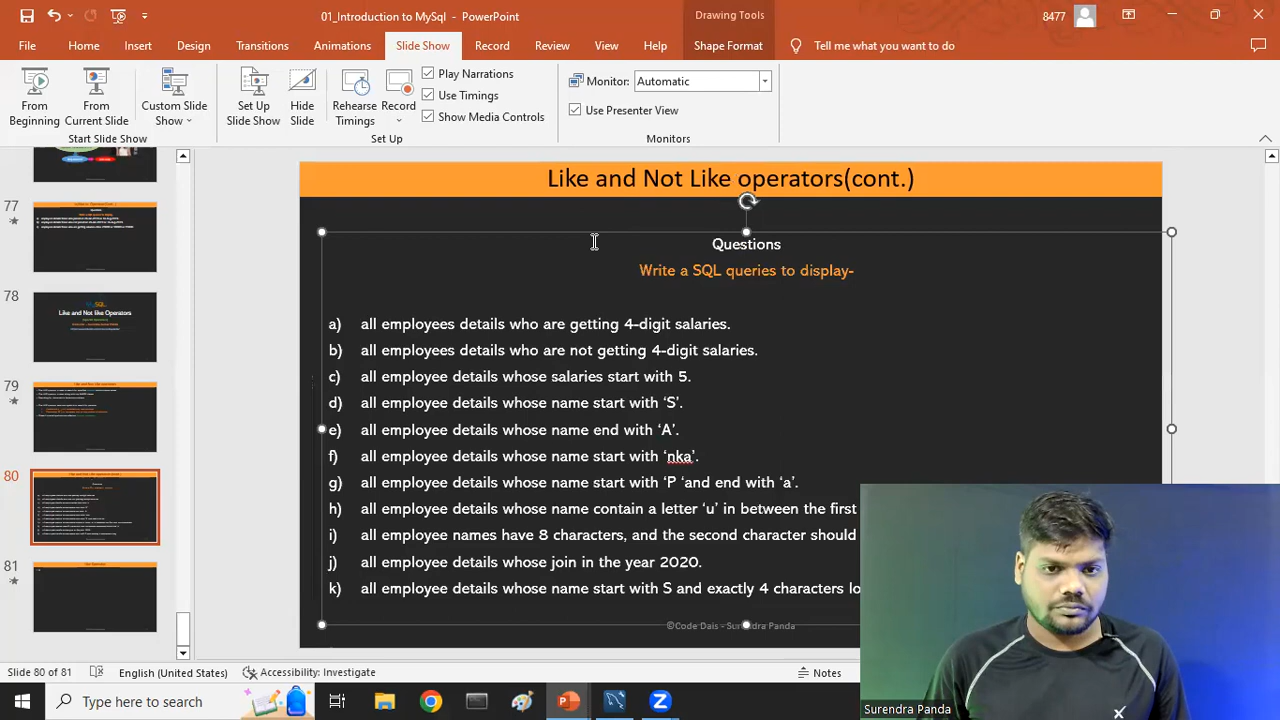 01_Introduction to MySql - PowerPoint
Drawing Tools
8477
File
Home
Insert
Design
Transitions
Animations
Slide Show
Record
Review
View
Help
Shape Format
Tell me what you want to do
From Beginning
From Current Slide
Custom Slide Show
Set Up Slide Show
Hide Slide
Rehearse Timings
Record
Play Narrations
Use Timings
Show Media Controls
Monitor: Automatic
Use Presenter View
Start Slide Show
Set Up
Monitors
77
78
MySQL
Like and Not like Operators
79
80
81
Like and Not Like operators(cont.)
Questions
Write a SQL queries to display-
a) all employees details who are getting 4-digit salaries.
b) all employees details who are not getting 4-digit salaries.
c) all employee details whose salaries start with 5.
d) all employee details whose name start with ‘S’.
e) all employee details whose name end with ‘A’.
f) all employee details whose name start with ‘nka’.
g) all employee details whose name start with ‘P ‘and end with ‘a’.
h) all employee details whose name contain a letter ‘u’ in between the first
i) all employee names have 8 characters, and the second character should
j) all employee details whose join in the year 2020.
k) all employee details whose name start with S and exactly 4 characters lo
©Code Dais - Surendra Panda
Surendra Panda
Slide 80 of 81
English (United States)
Accessibility: Investigate
Notes
Type here to search